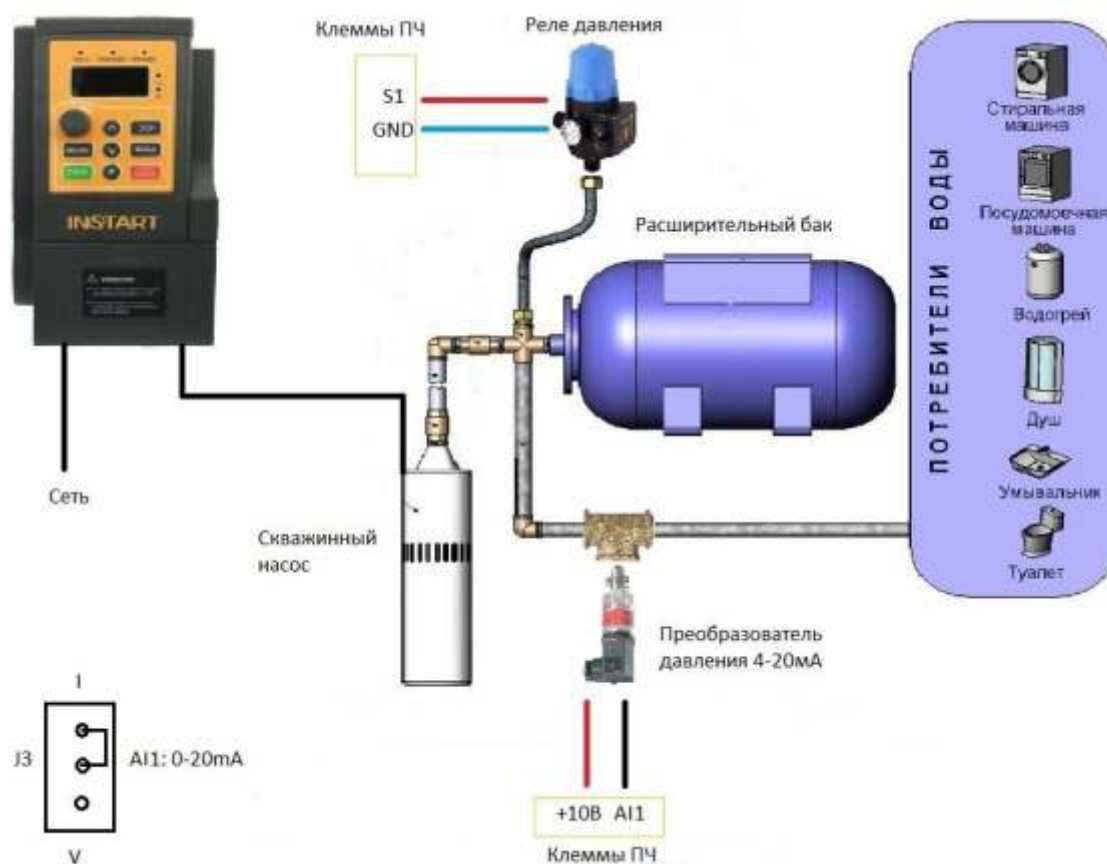 Клеммы ПЧ
Реле давления
S1
GND
INSTART
Расширительный бак
ПОТРЕБИТЕЛИ ВОДЫ
Стиральная
машина
Посудомоечная
машина
Водогрей
Душ
Умывальник
Туалет
Сеть
Скважинный
насос
Преобразователь
давления 4-20мА
I
J3
AI1: 0-20mA
V
+10В AI1
Клеммы ПЧ